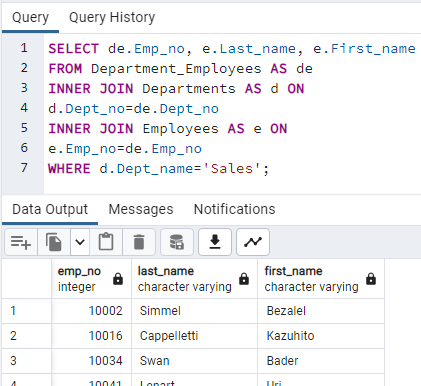 Query Query History
1 SELECT de.Emp_no, e.Last_name, e.First_name
2 FROM Department_Employees AS de
3 INNER JOIN Departments AS d ON
4 d.Dept_no=de.Dept_no
5 INNER JOIN Employees AS e ON
6 e.Emp_no=de.Emp_no
7 WHERE d.Dept_name='Sales';
Data Output Messages Notifications
emp_no last_name first_name
integer character varying character varying
1 10002 Simmel Bezalel
2 10016 Cappelletti Kazuhito
3 10034 Swan Bader
4 10041 Lenart Uri